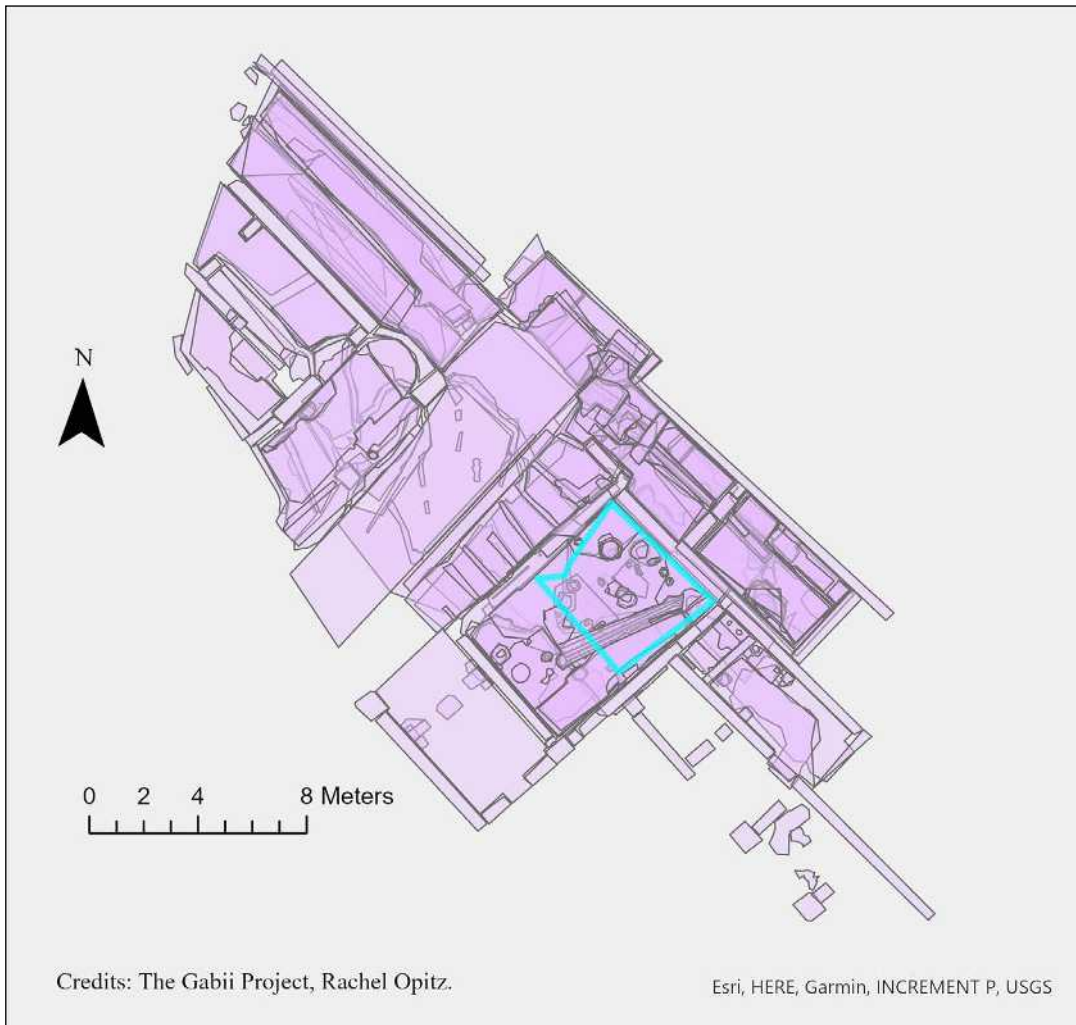 N
0 2 4 8 Meters
Credits: The Gabii Project, Rachel Opitz.
Esri, HERE, Garmin, INCREMENT P, USGS